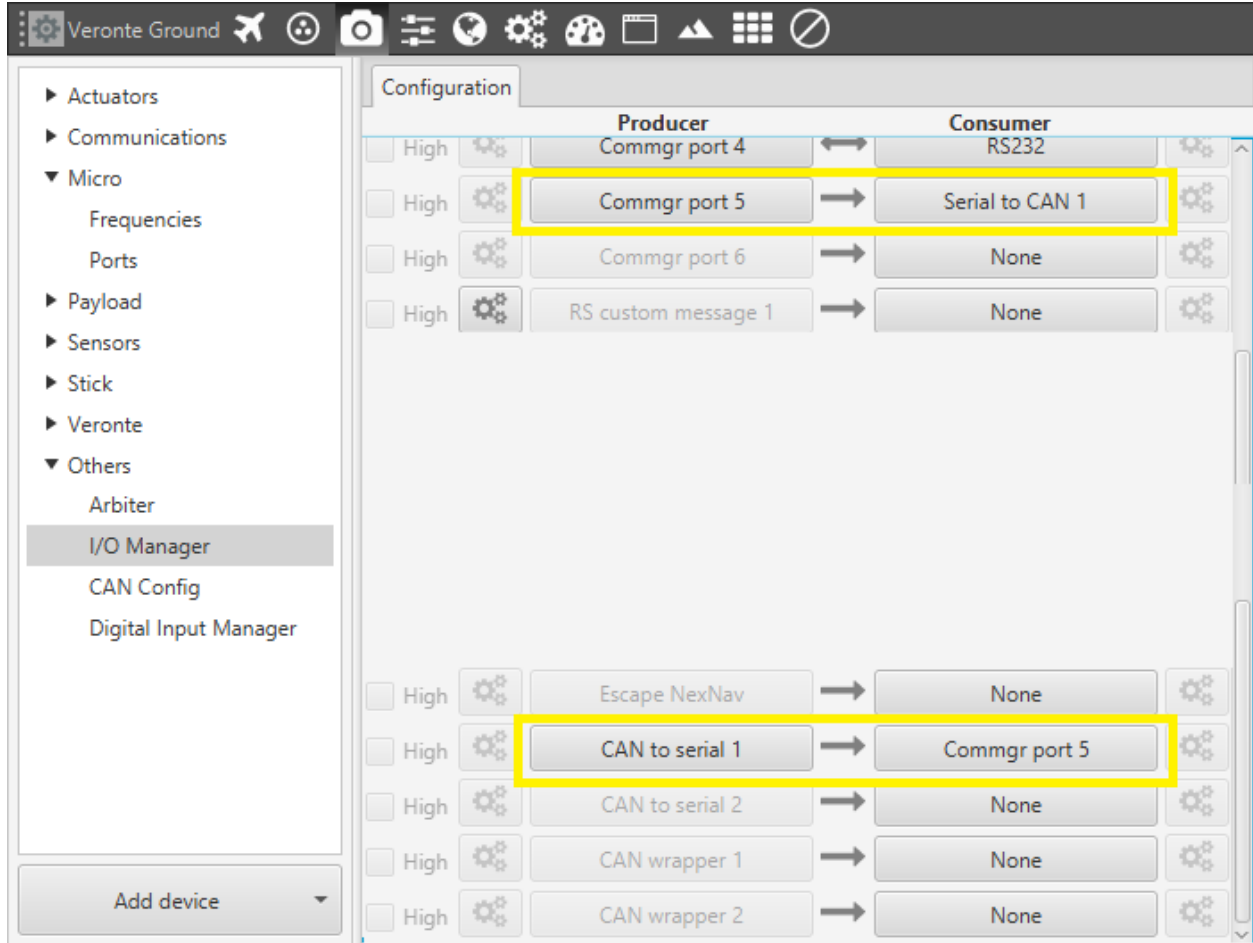 Veronte Ground
Actuators
Communications
Micro
Frequencies
Ports
Payload
Sensors
Stick
Veronte
Others
Arbiter
I/O Manager
CAN Config
Digital Input Manager
Add device
Configuration
Producer Consumer
High Commgr port 4 RS232
High Commgr port 5 Serial to CAN 1
High Commgr port 6 None
High RS custom message 1 None
High Escape NexNav None
High CAN to serial 1 Commgr port 5
High CAN to serial 2 None
High CAN wrapper 1 None
High CAN wrapper 2 None